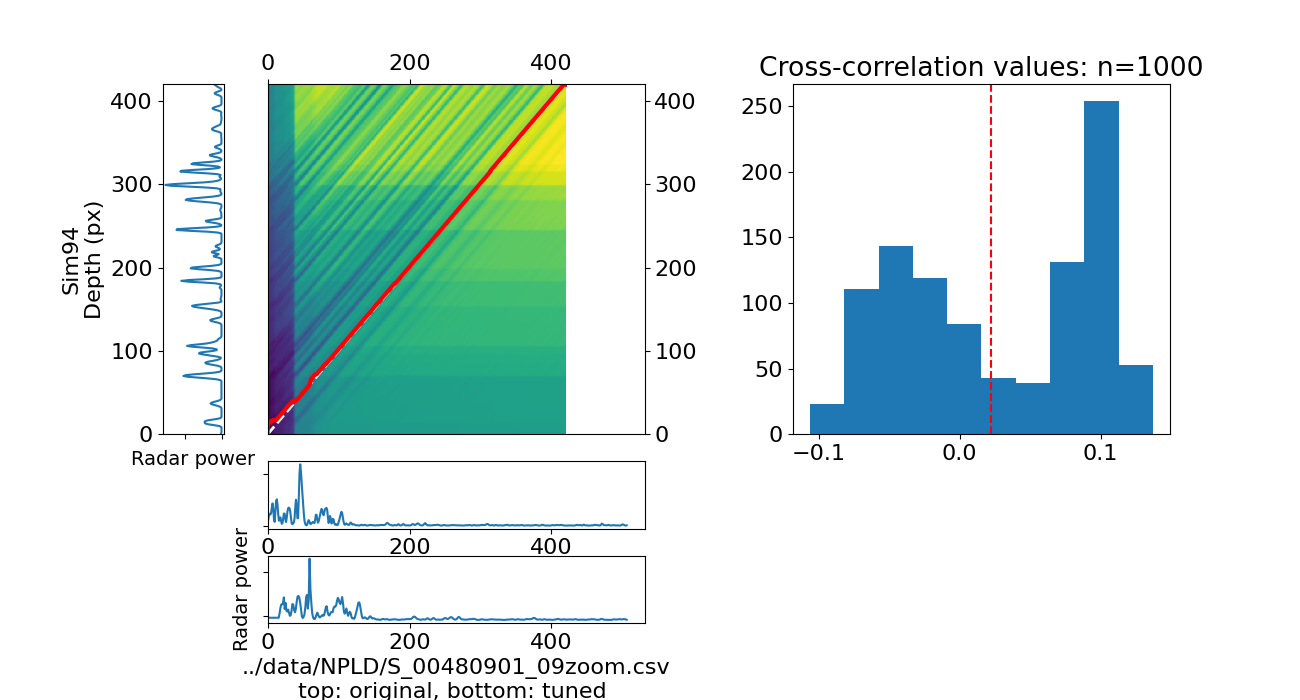 0 200 400
Cross-correlation values: n=1000
Sim94
Depth (px)
400
300
200
100
0
400
300
200
100
0
250
200
150
100
50
0
−0.1 0.0 0.1
Radar power
0 200 400
Radar power
0 200 400
../data/NPLD/S_00480901_09zoom.csv
top: original, bottom: tuned